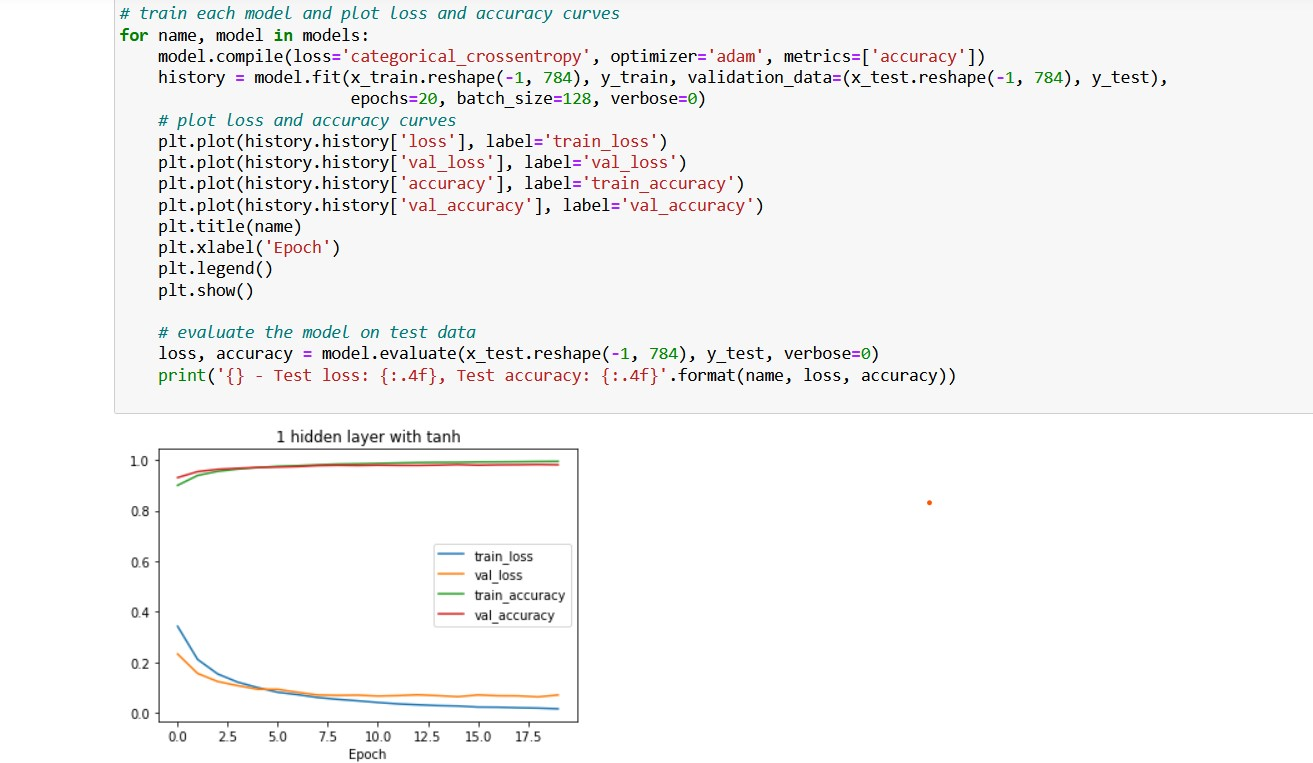 # train each model and plot loss and accuracy curves
for name, model in models:
    model.compile(loss='categorical_crossentropy', optimizer='adam', metrics=['accuracy'])
    history = model.fit(x_train.reshape(-1, 784), y_train, validation_data=(x_test.reshape(-1, 784), y_test),
                        epochs=20, batch_size=128, verbose=0)
    # plot loss and accuracy curves
    plt.plot(history.history['loss'], label='train_loss')
    plt.plot(history.history['val_loss'], label='val_loss')
    plt.plot(history.history['accuracy'], label='train_accuracy')
    plt.plot(history.history['val_accuracy'], label='val_accuracy')
    plt.title(name)
    plt.xlabel('Epoch')
    plt.legend()
    plt.show()
    # evaluate the model on test data
    loss, accuracy = model.evaluate(x_test.reshape(-1, 784), y_test, verbose=0)
    print('{} - Test loss: {:.4f}, Test accuracy: {:.4f}'.format(name, loss, accuracy))
1 hidden layer with tanh
1.0
0.8
0.6
0.4
0.2
0.0
train_loss
val_loss
train_accuracy
val_accuracy
0.0 2.5 5.0 7.5 10.0 12.5 15.0 17.5
Epoch